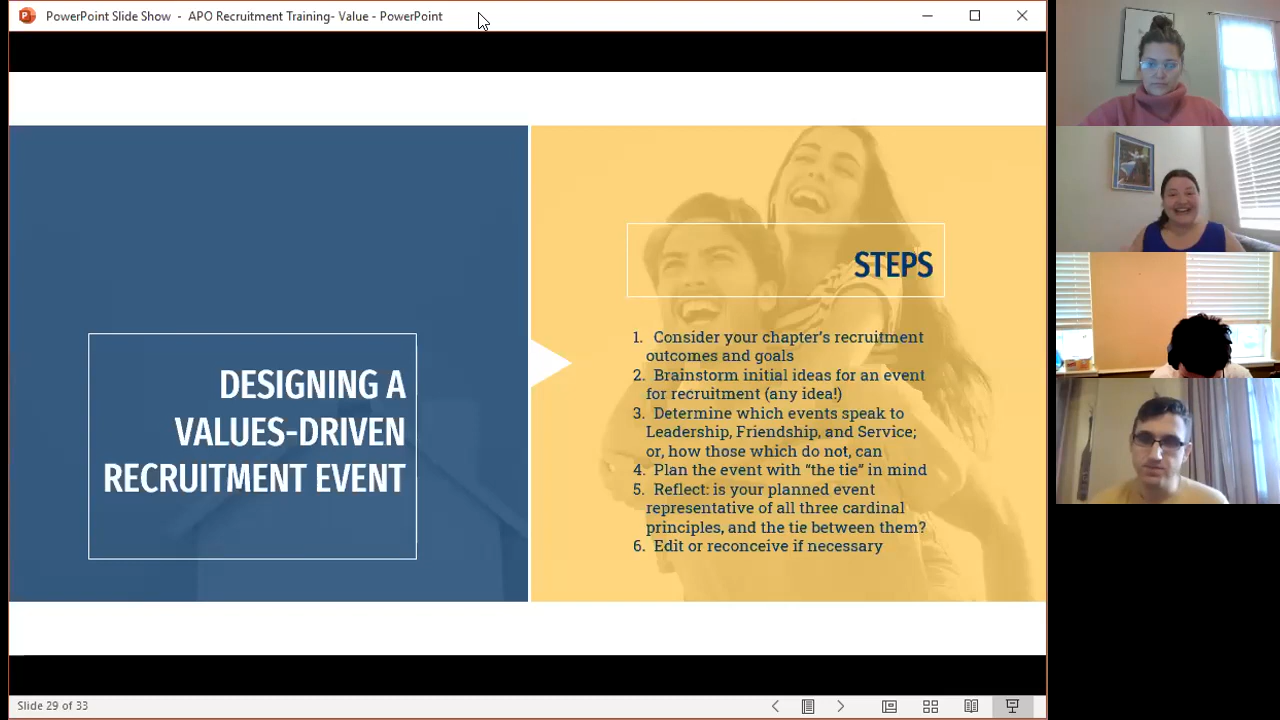 PowerPoint Slide Show - APO Recruitment Training- Value - PowerPoint
DESIGNING A
VALUES-DRIVEN
RECRUITMENT EVENT
STEPS
1. Consider your chapter's recruitment
outcomes and goals
2. Brainstorm initial ideas for an event
for recruitment (any idea!)
3. Determine which events speak to
Leadership, Friendship, and Service;
or, how those which do not, can
4. Plan the event with "the tie" in mind
5. Reflect: is your planned event
representative of all three cardinal
principles, and the tie between them?
6. Edit or reconceive if necessary
Slide 29 of 33